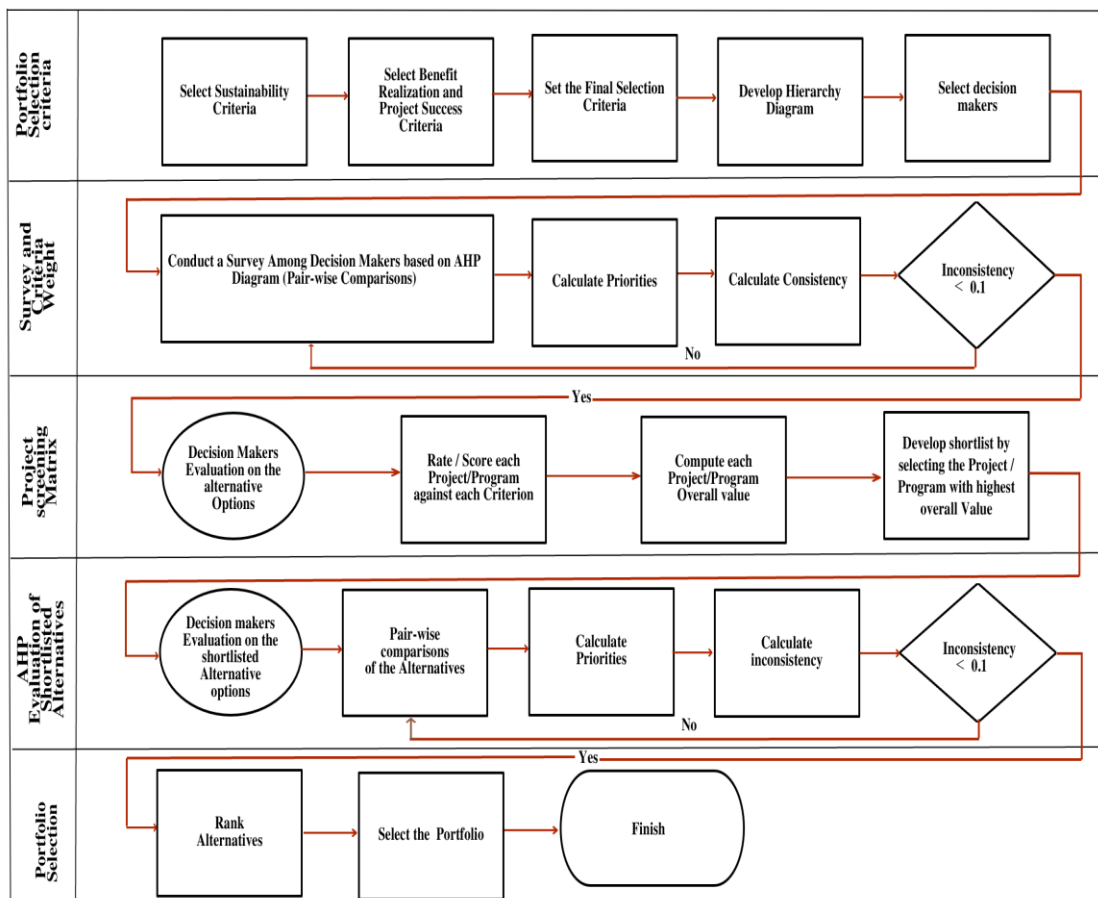 Portfolio
Selection
criteria
Select Sustainability
Criteria
Select Benefit
Realization and
Project Success
Criteria
Set the Final Selection
Criteria
Develop Hierarchy
Diagram
Select decision
makers
Survey and
Criteria
Weight
Conduct a Survey Among Decision Makers based on AHP
Diagram (Pair-wise Comparisons)
Calculate Priorities
Calculate Consistency
Inconsistency
< 0.1
No
Yes
Project
screening
Matrix
Decision Makers
Evaluation on the
alternative
Options
Rate / Score each
Project/Program
against each Criterion
Compute each
Project/Program
Overall value
Develop shortlist by
selecting the Project /
Program with highest
overall Value
AHP
Evaluation of
Shortlisted
Alternatives
Decision makers
Evaluation on the
shortlisted
Alternative
options
Pair-wise
comparisons
of the Alternatives
Calculate
Priorities
Calculate
inconsistency
Inconsistency
< 0.1
No
Yes
Portfolio
Selection
Rank
Alternatives
Select the Portfolio
Finish